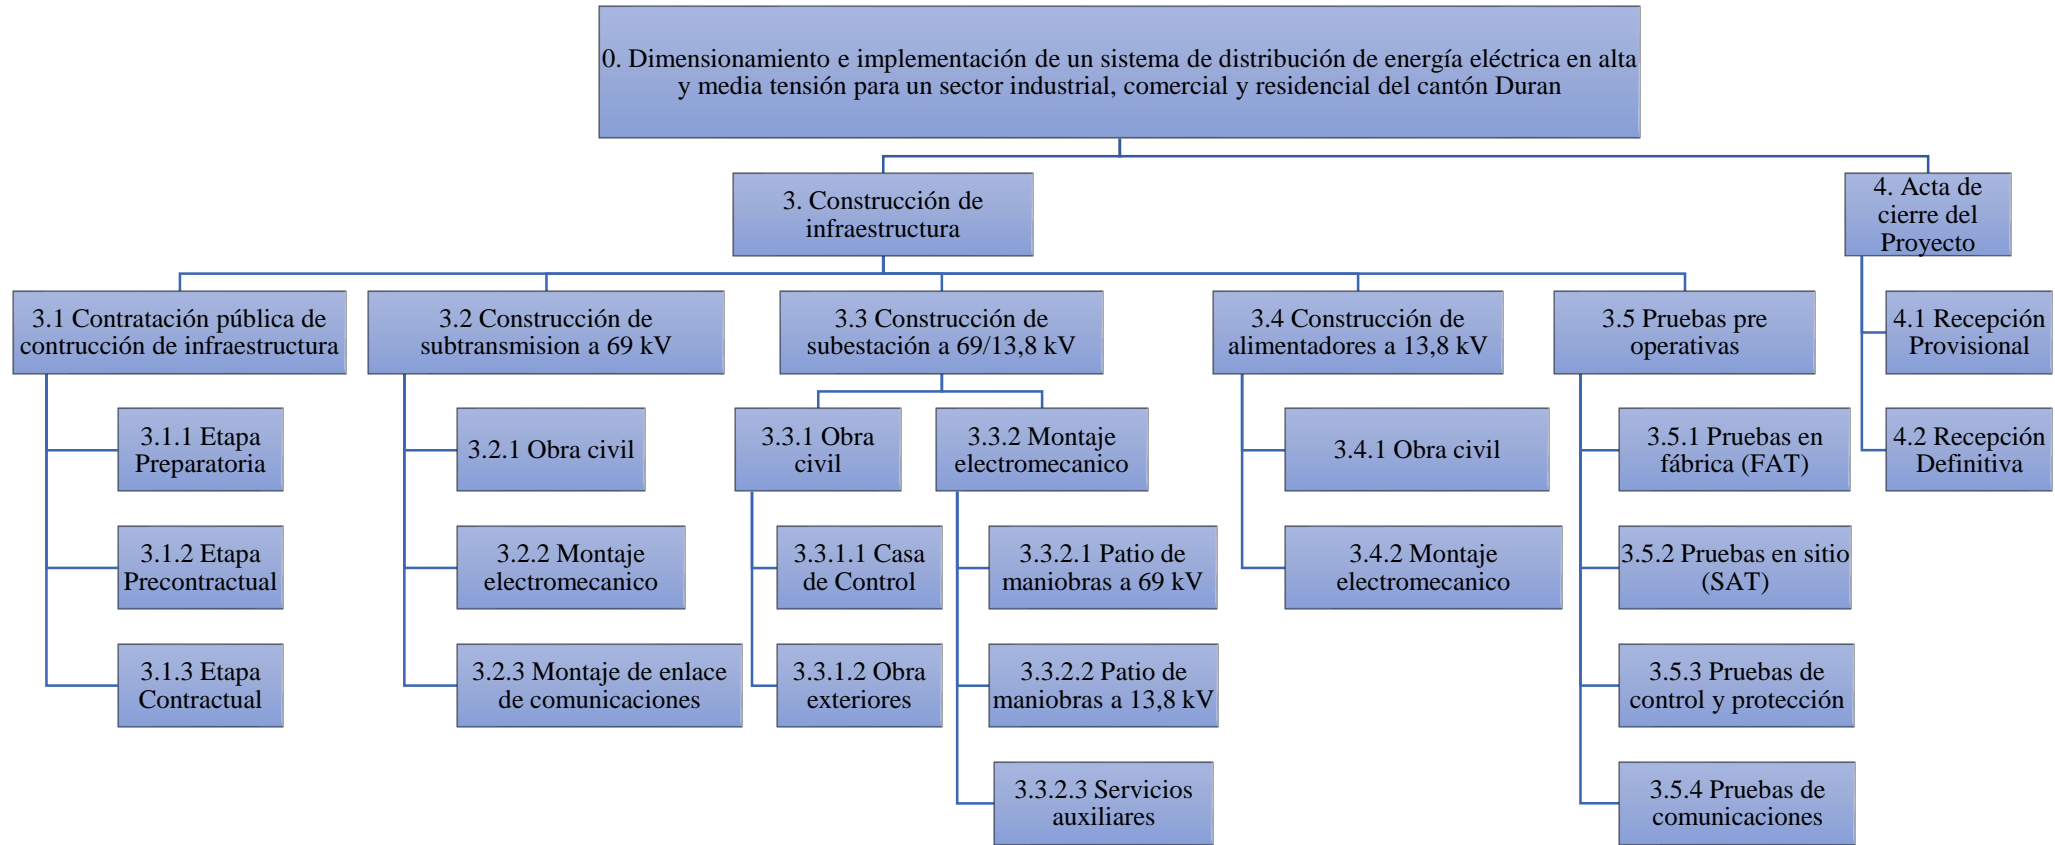 0. Dimensionamiento e implementación de un sistema de distribución de energía eléctrica en alta
y media tensión para un sector industrial, comercial y residencial del cantón Duran
3. Construcción de
infraestructura
4. Acta de
cierre del
Proyecto
3.1 Contratación pública de
contrucción de infraestructura
3.2 Construcción de
subtransmision a 69 kV
3.3 Construcción de
subestación a 69/13,8 kV
3.4 Construcción de
alimentadores a 13,8 kV
3.5 Pruebas pre
operativas
4.1 Recepción
Provisional
3.1.1 Etapa
Preparatoria
3.2.1 Obra civil
3.3.1 Obra
civil
3.3.2 Montaje
electromecanico
3.4.1 Obra civil
3.5.1 Pruebas en
fábrica (FAT)
4.2 Recepción
Definitiva
3.1.2 Etapa
Precontractual
3.2.2 Montaje
electromecanico
3.3.1.1 Casa
de Control
3.3.2.1 Patio de
maniobras a 69 kV
3.4.2 Montaje
electromecanico
3.5.2 Pruebas en sitio
(SAT)
3.1.3 Etapa
Contractual
3.2.3 Montaje de enlace
de comunicaciones
3.3.1.2 Obra
exteriores
3.3.2.2 Patio de
maniobras a 13,8 kV
3.5.3 Pruebas de
control y protección
3.3.2.3 Servicios
auxiliares
3.5.4 Pruebas de
comunicaciones